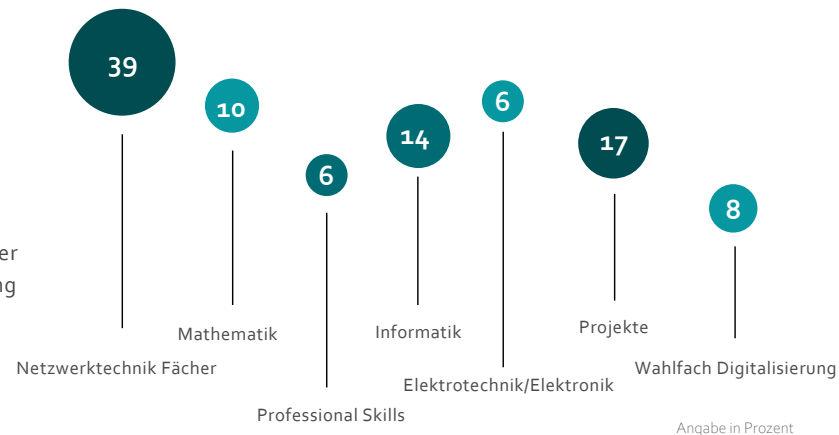 39
10
6
14
6
17
8
Netzwerktechnik Fächer
Mathematik
Professional Skills
Informatik
Elektrotechnik/Elektronik
Projekte
Wahlfach Digitalisierung
Angabe in Prozent